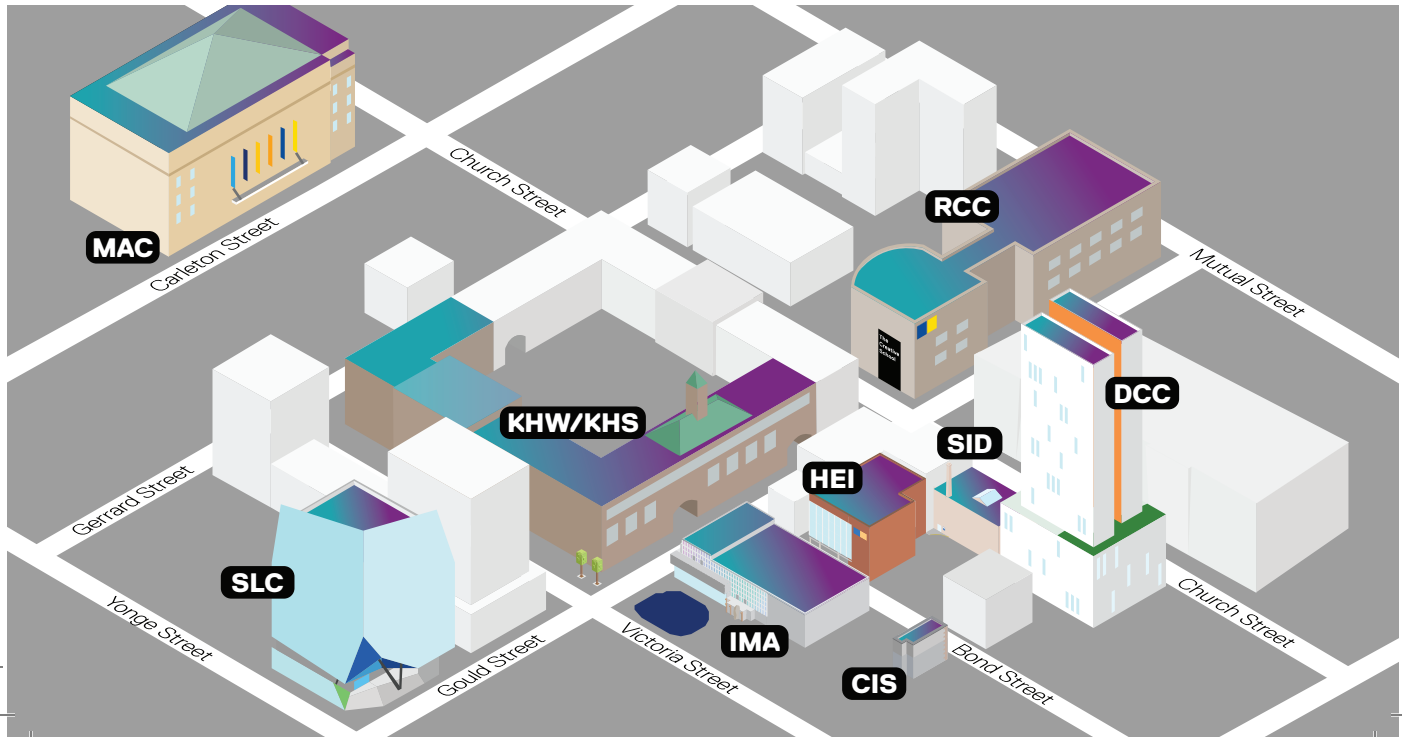 Church Street
RCC
MAC
Carleton Street
Mutual Street
The
Creative
School
DCC
KHW/KHS
SID
HEI
Gerrard Street
SLC
Yonge Street
Gould Street
Victoria Street
IMA
CIS
Bond Street
Church Street